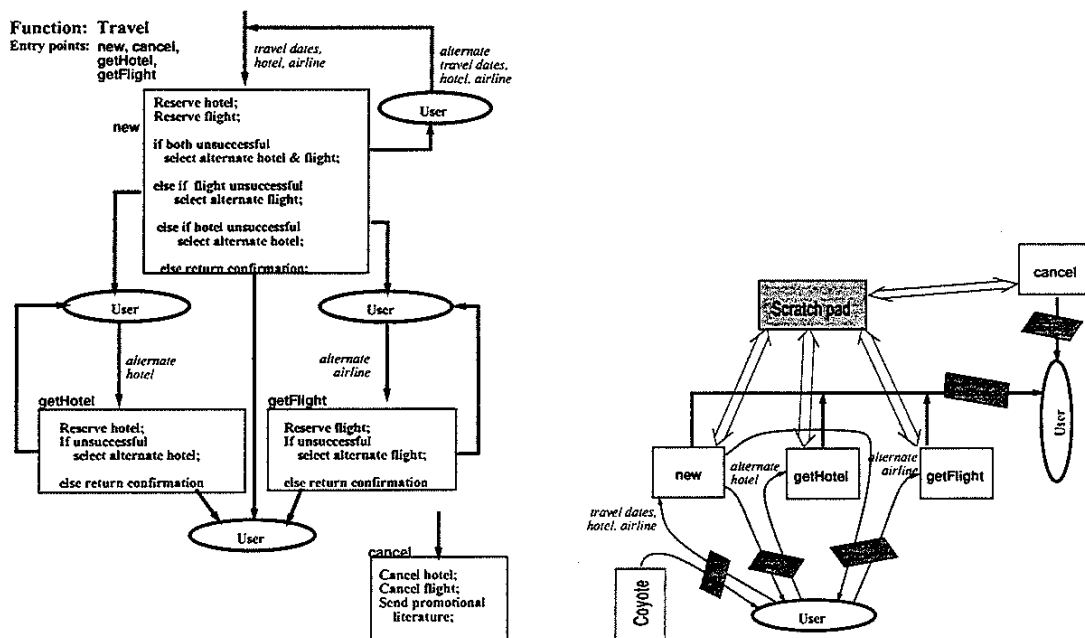 Function: Travel
Entry points: new, cancel,
getHotel,
getFlight
travel dates,
hotel, airline
alternate
travel dates,
hotel, airline
User
new
Reserve hotel;
Reserve flight;
if both unsuccessful
select alternate hotel & flight;
else if flight unsuccessful
select alternate flight;
else if hotel unsuccessful
select alternate hotel;
else return confirmation;
User
User
alternate
hotel
alternate
airline
getHotel
Reserve hotel;
If unsuccessful
select alternate hotel;
else return confirmation
getFlight
Reserve flight;
If unsuccessful
select alternate flight;
else return confirmation
User
cancel
Cancel hotel;
Cancel flight;
Send promotional
literature;
cancel
Scratch pad
User
new
alternate
hotel
getHotel
alternate
airline
getFlight
travel dates,
hotel, airline
Coyote
User